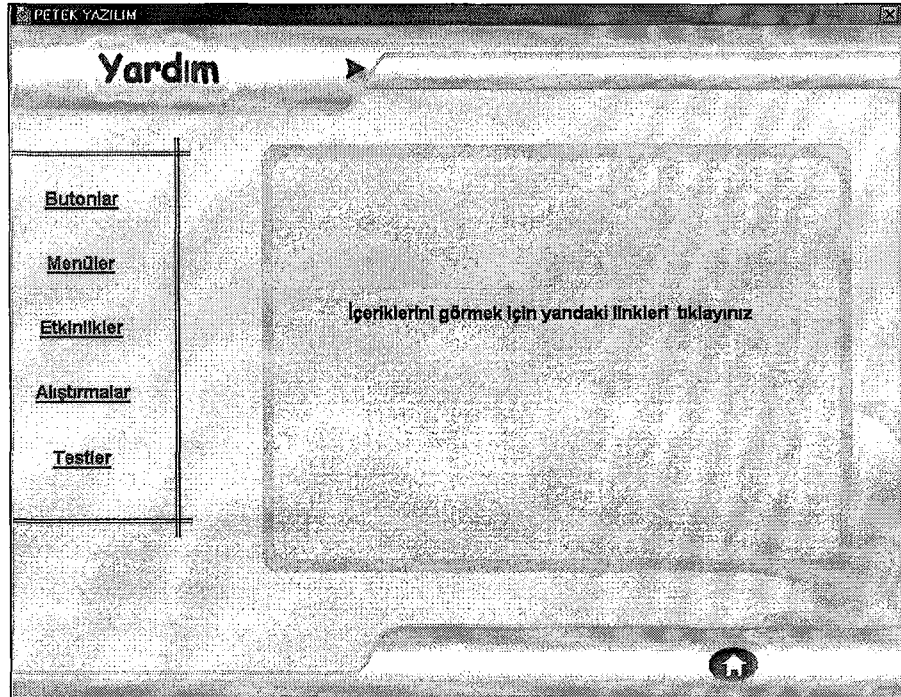 PETEK YAZILIM
Yardım
Butonlar
Menüler
Etkinlikler
Alıştırmalar
Testler
İçeriklerini görmek için yandaki linkleri tıklayınız